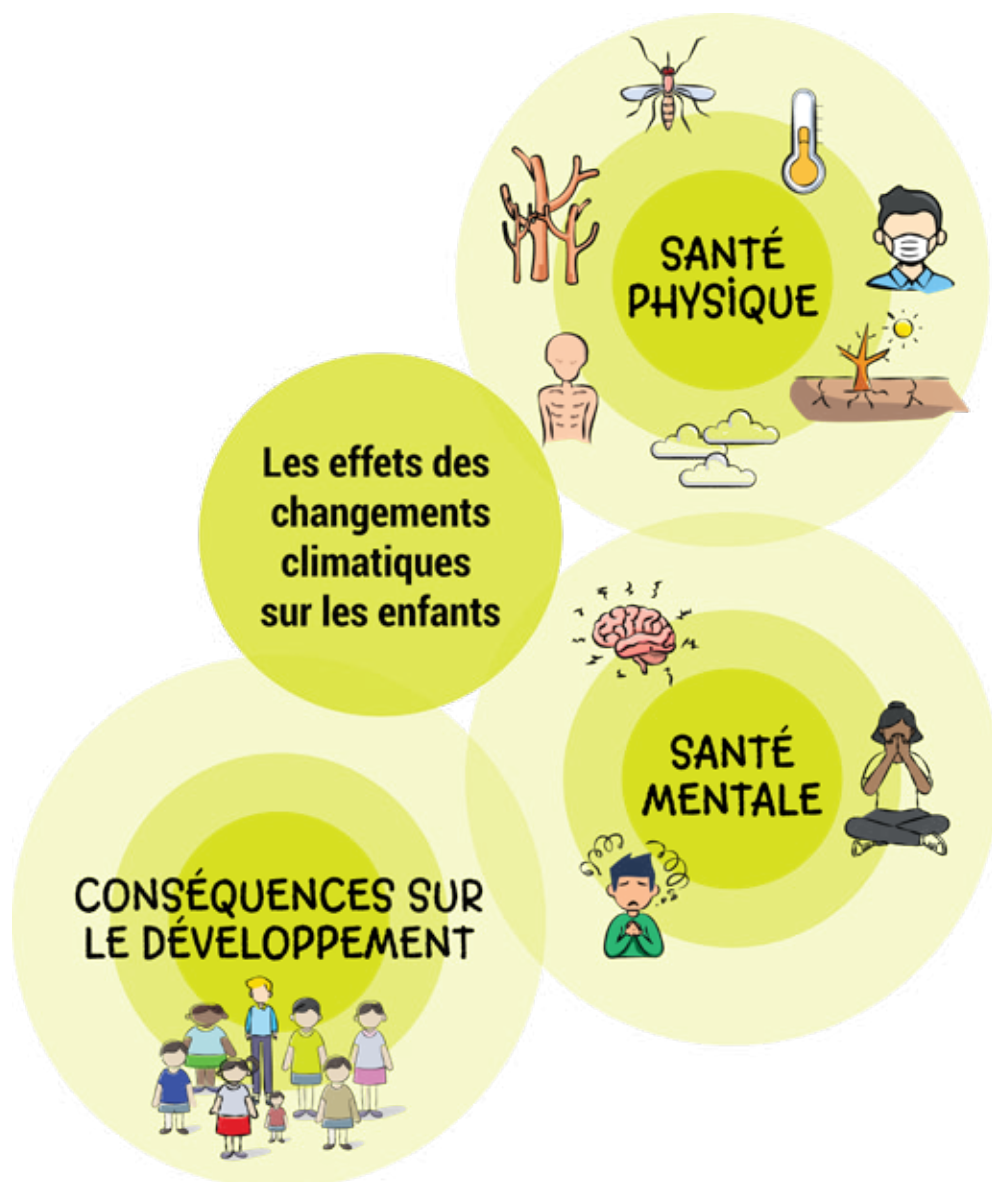 SANTÉ
PHYSIQUE
Les effets des
changements
climatiques
sur les enfants
SANTÉ
MENTALE
CONSÉQUENCES SUR
LE DÉVELOPPEMENT